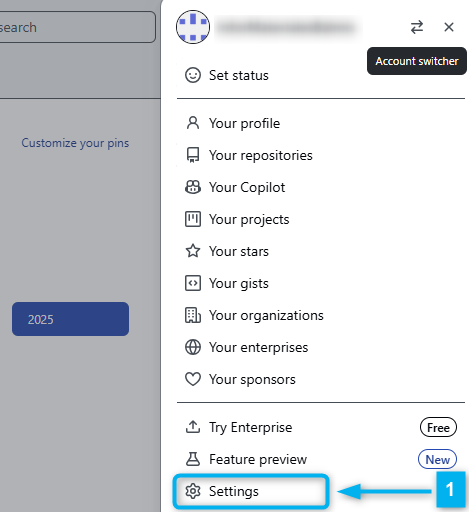 search
Account switcher
Set status
Customize your pins
Your profile
Your repositories
Your Copilot
Your projects
Your stars
Your gists
Your organizations
2025
Your enterprises
Your sponsors
Try Enterprise Free
Feature preview New
Settings 1